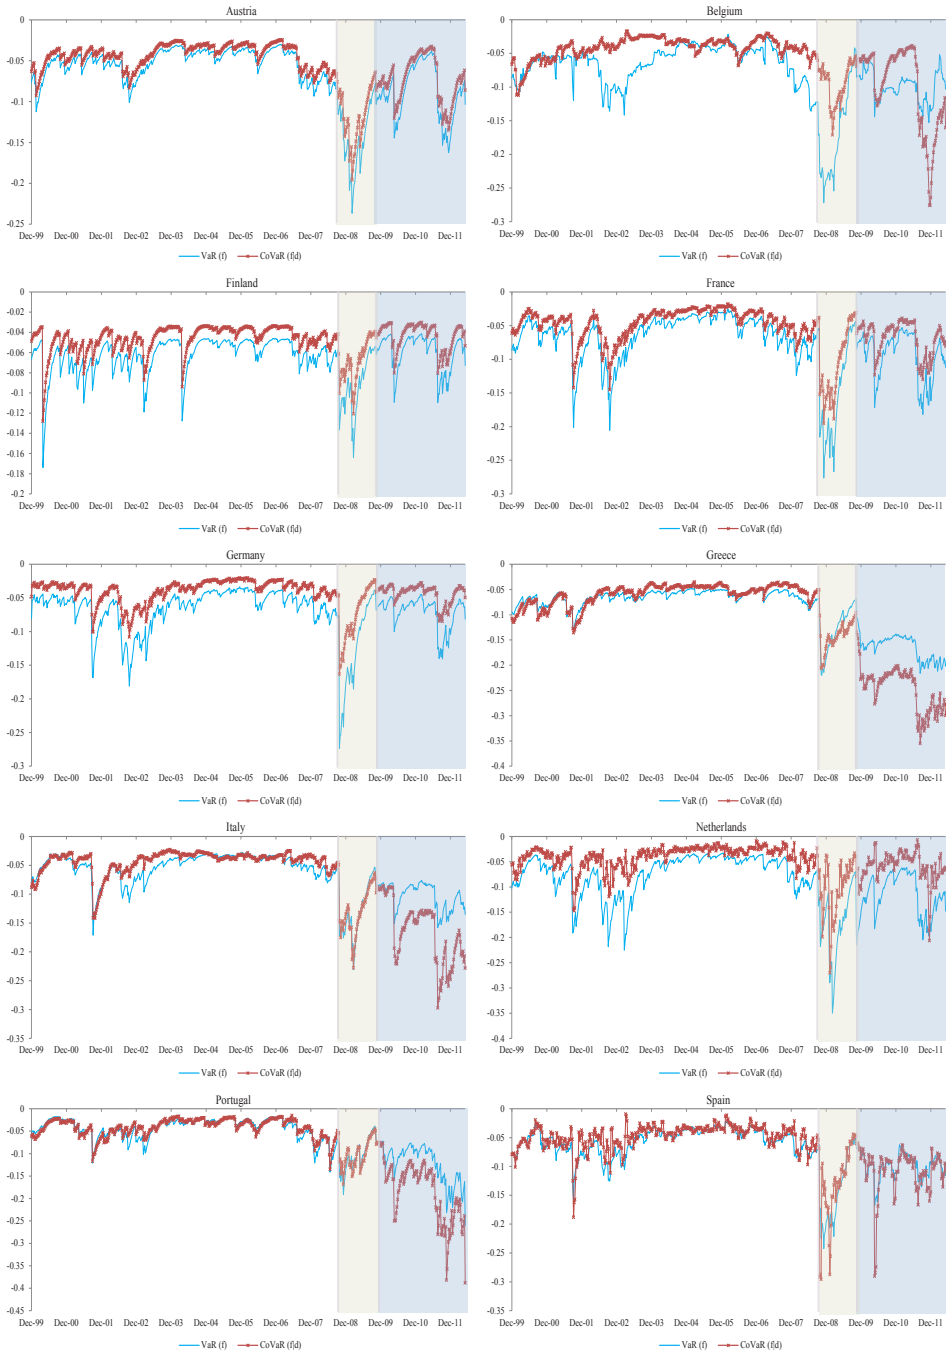 Austria
0
-0.05
-0.1
-0.15
-0.2
-0.25
Dec-99 Dec-00 Dec-01 Dec-02 Dec-03 Dec-04 Dec-05 Dec-06 Dec-07 Dec-08 Dec-09 Dec-10 Dec-11
VaR (f) CoVaR (f|d)
Belgium
0
-0.05
-0.1
-0.15
-0.2
-0.25
-0.3
Dec-99 Dec-00 Dec-01 Dec-02 Dec-03 Dec-04 Dec-05 Dec-06 Dec-07 Dec-08 Dec-09 Dec-10 Dec-11
VaR (f) CoVaR (f|d)
Finland
0
-0.02
-0.04
-0.06
-0.08
-0.1
-0.12
-0.14
-0.16
-0.18
-0.2
Dec-99 Dec-00 Dec-01 Dec-02 Dec-03 Dec-04 Dec-05 Dec-06 Dec-07 Dec-08 Dec-09 Dec-10 Dec-11
VaR (f) CoVaR (f|d)
France
0
-0.05
-0.1
-0.15
-0.2
-0.25
-0.3
Dec-99 Dec-00 Dec-01 Dec-02 Dec-03 Dec-04 Dec-05 Dec-06 Dec-07 Dec-08 Dec-09 Dec-10 Dec-11
VaR (f) CoVaR (f|d)
Germany
0
-0.05
-0.1
-0.15
-0.2
-0.25
-0.3
Dec-99 Dec-00 Dec-01 Dec-02 Dec-03 Dec-04 Dec-05 Dec-06 Dec-07 Dec-08 Dec-09 Dec-10 Dec-11
VaR (f) CoVaR (f|d)
Greece
0
-0.05
-0.1
-0.15
-0.2
-0.25
-0.3
-0.35
-0.4
Dec-99 Dec-00 Dec-01 Dec-02 Dec-03 Dec-04 Dec-05 Dec-06 Dec-07 Dec-08 Dec-09 Dec-10 Dec-11
VaR (f) CoVaR (f|d)
Italy
0
-0.05
-0.1
-0.15
-0.2
-0.25
-0.3
-0.35
Dec-99 Dec-00 Dec-01 Dec-02 Dec-03 Dec-04 Dec-05 Dec-06 Dec-07 Dec-08 Dec-09 Dec-10 Dec-11
VaR (f) CoVaR (f|d)
Netherlands
0
-0.05
-0.1
-0.15
-0.2
-0.25
-0.3
-0.35
-0.4
Dec-99 Dec-00 Dec-01 Dec-02 Dec-03 Dec-04 Dec-05 Dec-06 Dec-07 Dec-08 Dec-09 Dec-10 Dec-11
VaR (f) CoVaR (f|d)
Portugal
0
-0.05
-0.1
-0.15
-0.2
-0.25
-0.3
-0.35
-0.4
-0.45
Dec-99 Dec-00 Dec-01 Dec-02 Dec-03 Dec-04 Dec-05 Dec-06 Dec-07 Dec-08 Dec-09 Dec-10 Dec-11
VaR (f) CoVaR (f|d)
Spain
0
-0.05
-0.1
-0.15
-0.2
-0.25
-0.3
-0.35
Dec-99 Dec-00 Dec-01 Dec-02 Dec-03 Dec-04 Dec-05 Dec-06 Dec-07 Dec-08 Dec-09 Dec-10 Dec-11
VaR (f) CoVaR (f|d)